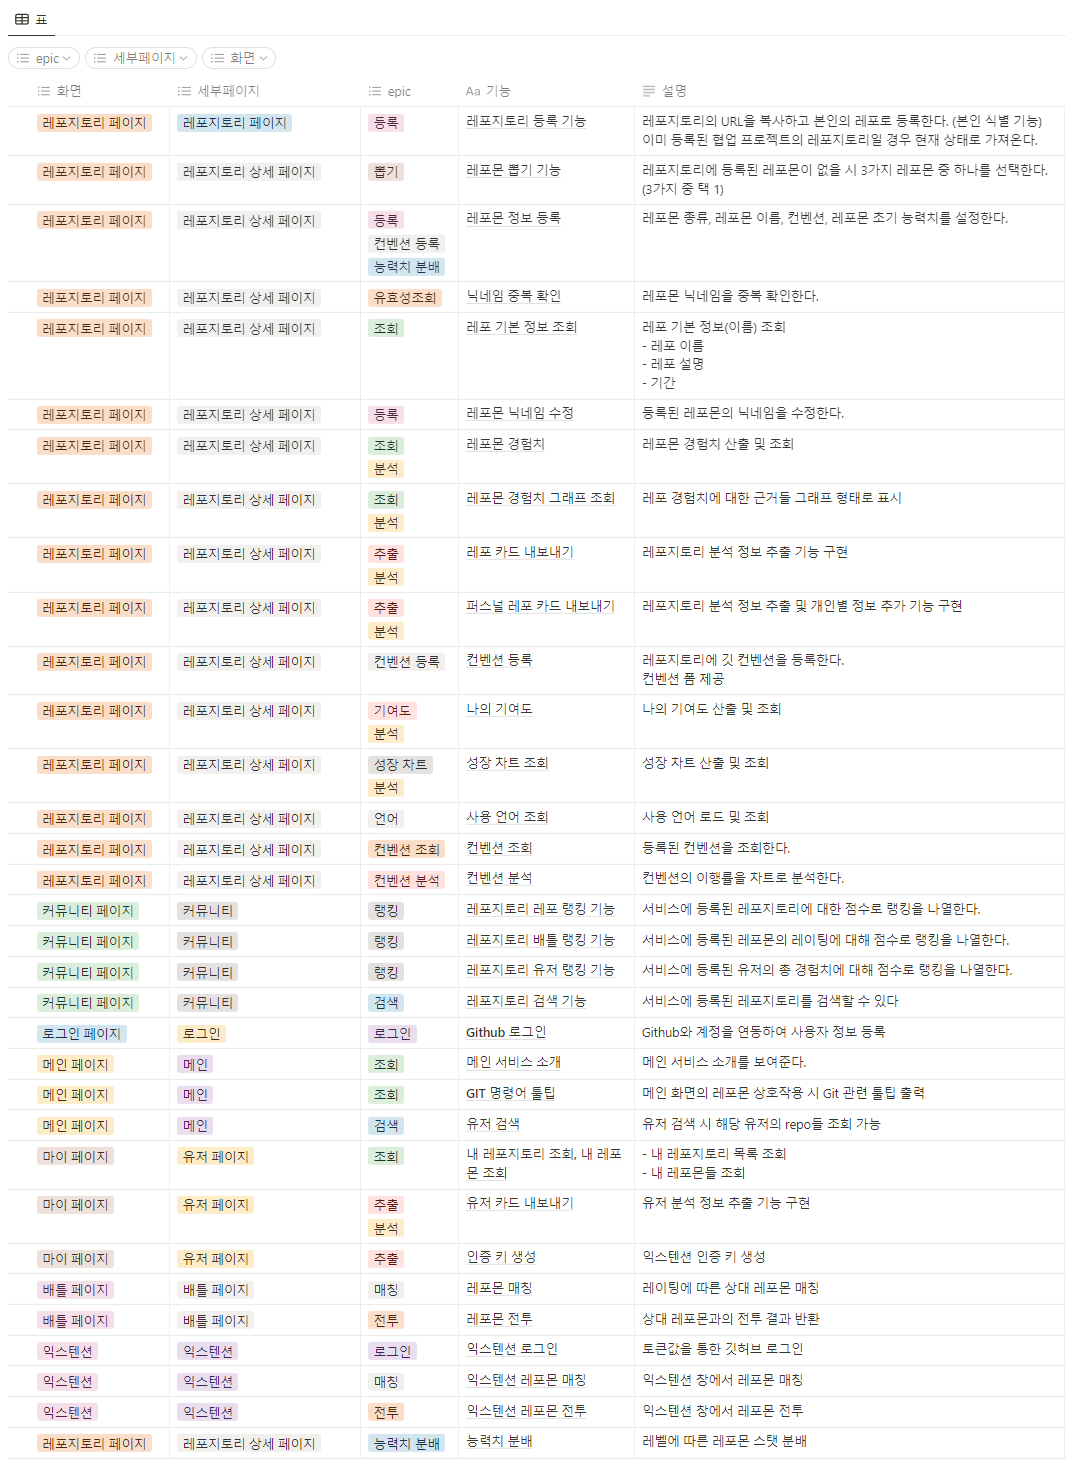 표
epic 세부페이지 화면
화면 세부페이지 epic Aa 기능 설명
레포지토리 페이지 레포지토리 페이지 등록 레포지토리 등록 기능 레포지토리의 URL을 복사하고 본인의 레포로 등록한다. (본인 식별 기능)
이미 등록된 협업 프로젝트의 레포지토리일 경우 현재 상태로 가져온다.
레포지토리 페이지 레포지토리 상세 페이지 뽑기 레포몬 뽑기 기능 레포지토리에 등록된 레포몬이 없을 시 3가지 레포몬 중 하나를 선택한다.
(3가지 중 택 1)
레포지토리 페이지 레포지토리 상세 페이지 등록 레포몬 정보 등록 레포몬 종류, 레포몬 이름, 컨벤션, 레포몬 초기 능력치를 설정한다.
컨벤션 등록
능력치 분배
레포지토리 페이지 레포지토리 상세 페이지 유효성조회 닉네임 중복 확인 레포몬 닉네임을 중복 확인한다.
레포지토리 페이지 레포지토리 상세 페이지 조회 레포 기본 정보 조회 레포 기본 정보(이름) 조회
- 레포 이름
- 레포 설명
- 기간
레포지토리 페이지 레포지토리 상세 페이지 등록 레포몬 닉네임 수정 등록된 레포몬의 닉네임을 수정한다.
레포지토리 페이지 레포지토리 상세 페이지 조회 레포몬 경험치 레포몬 경험치 산출 및 조회
분석
레포지토리 페이지 레포지토리 상세 페이지 조회 레포몬 경험치 그래프 조회 레포 경험치에 대한 근거들 그래프 형태로 표시
분석
레포지토리 페이지 레포지토리 상세 페이지 추출 레포 카드 내보내기 레포지토리 분석 정보 추출 기능 구현
분석
레포지토리 페이지 레포지토리 상세 페이지 추출 퍼스널 레포 카드 내보내기 레포지토리 분석 정보 추출 및 개인별 정보 추가 기능 구현
분석
레포지토리 페이지 레포지토리 상세 페이지 컨벤션 등록 컨벤션 등록 레포지토리에 깃 컨벤션을 등록한다.
컨벤션 폼 제공
레포지토리 페이지 레포지토리 상세 페이지 기여도 나의 기여도 나의 기여도 산출 및 조회
분석
레포지토리 페이지 레포지토리 상세 페이지 성장 차트 성장 차트 조회 성장 차트 산출 및 조회
분석
레포지토리 페이지 레포지토리 상세 페이지 언어 사용 언어 조회 사용 언어 로드 및 조회
레포지토리 페이지 레포지토리 상세 페이지 컨벤션 조회 컨벤션 조회 등록된 컨벤션을 조회한다.
레포지토리 페이지 레포지토리 상세 페이지 컨벤션 분석 컨벤션 분석 컨벤션의 이행률을 차트로 분석한다.
커뮤니티 페이지 커뮤니티 랭킹 레포지토리 레포 랭킹 기능 서비스에 등록된 레포지토리에 대한 점수로 랭킹을 나열한다.
커뮤니티 페이지 커뮤니티 랭킹 레포지토리 배틀 랭킹 기능 서비스에 등록된 레포몬의 레이팅에 대해 점수로 랭킹을 나열한다.
커뮤니티 페이지 커뮤니티 랭킹 레포지토리 유저 랭킹 기능 서비스에 등록된 유저의 총 경험치에 대해 점수로 랭킹을 나열한다.
커뮤니티 페이지 커뮤니티 검색 레포지토리 검색 기능 서비스에 등록된 레포지토리를 검색할 수 있다
로그인 페이지 로그인 로그인 Github 로그인 Github와 계정을 연동하여 사용자 정보 등록
메인 페이지 메인 조회 메인 서비스 소개 메인 서비스 소개를 보여준다.
메인 페이지 메인 조회 GIT 명령어 툴팁 메인 화면의 레포몬 상호작용 시 Git 관련 툴팁 출력
메인 페이지 메인 검색 유저 검색 유저 검색 시 해당 유저의 repo들 조회 가능
마이 페이지 유저 페이지 조회 내 레포지토리 조회, 내 레포 - 내 레포지토리 목록 조회
몬 조회 - 내 레포몬들 조회
마이 페이지 유저 페이지 추출 유저 카드 내보내기 유저 분석 정보 추출 기능 구현
분석
마이 페이지 유저 페이지 추출 인증 키 생성 익스텐션 인증 키 생성
배틀 페이지 배틀 페이지 매칭 레포몬 매칭 레이팅에 따른 상대 레포몬 매칭
배틀 페이지 배틀 페이지 전투 레포몬 전투 상대 레포몬과의 전투 결과 반환
익스텐션 익스텐션 로그인 익스텐션 로그인 토큰값을 통한 깃허브 로그인
익스텐션 익스텐션 매칭 익스텐션 레포몬 매칭 익스텐션 창에서 레포몬 매칭
익스텐션 익스텐션 전투 익스텐션 레포몬 전투 익스텐션 창에서 레포몬 전투
레포지토리 페이지 레포지토리 상세 페이지 능력치 분배 능력치 분배 레벨에 따른 레포몬 스탯 분배